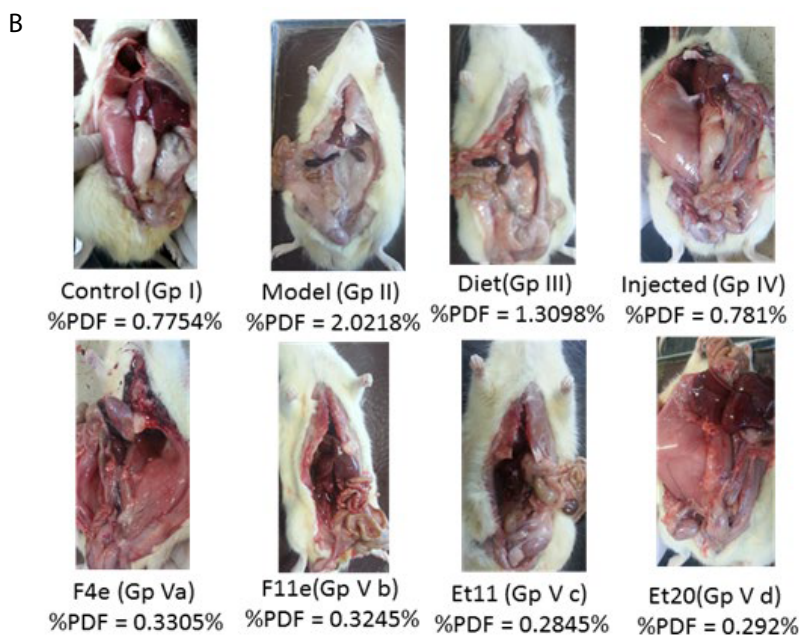 B
Control (Gp I)
%PDF = 0.7754%
Model (Gp II)
%PDF = 2.0218%
Diet(Gp III)
%PDF = 1.3098%
Injected (Gp IV)
%PDF = 0.781%
F4e (Gp Va)
%PDF = 0.3305%
F11e(Gp V b)
%PDF = 0.3245%
Et11 (Gp V c)
%PDF = 0.2845%
Et20(Gp V d)
%PDF = 0.292%